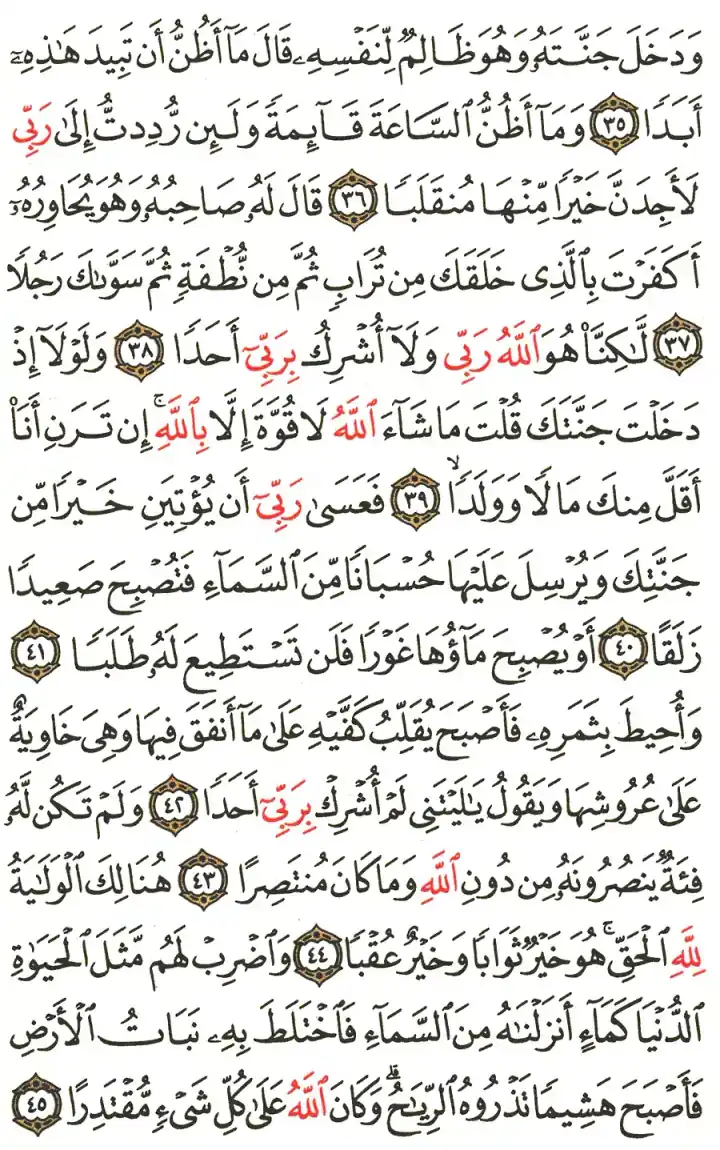 وَدَخَلَ جَنَّتَهُۥ وَهُوَ ظَالِمٌ لِّنَفْسِهِۦ قَالَ مَآ أَظُنُّ أَن تَبِيدَ هَٰذِهِۦٓ
أَبَدًا ٣٥ وَمَآ أَظُنُّ ٱلسَّاعَةَ قَآئِمَةً وَلَئِن رُّدِدتُّ إِلَىٰ رَبِّى
لَأَجِدَنَّ خَيْرًا مِّنْهَا مُنقَلَبًا ٣٦ قَالَ لَهُۥ صَاحِبُهُۥ وَهُوَ يُحَاوِرُهُۥٓ
أَكَفَرْتَ بِٱلَّذِى خَلَقَكَ مِن تُرَابٍ ثُمَّ مِن نُّطْفَةٍ ثُمَّ سَوَّىٰكَ رَجُلًا
٣٧ لَّٰكِنَّا۠ هُوَ ٱللَّهُ رَبِّى وَلَآ أُشْرِكُ بِرَبِّىٓ أَحَدًا ٣٨ وَلَوْلَآ إِذْ
دَخَلْتَ جَنَّتَكَ قُلْتَ مَا شَآءَ ٱللَّهُ لَا قُوَّةَ إِلَّا بِٱللَّهِ ۚ إِن تَرَنِ أَنَا۠
أَقَلَّ مِنكَ مَالًا وَوَلَدًا ۙ ٣٩ فَعَسَىٰ رَبِّىٓ أَن يُؤْتِيَنِ خَيْرًا مِّن
جَنَّتِكَ وَيُرْسِلَ عَلَيْهَا حُسْبَانًا مِّنَ ٱلسَّمَآءِ فَتُصْبِحَ صَعِيدًا
زَلَقًا ٤٠ أَوْ يُصْبِحَ مَآؤُهَا غَوْرًا فَلَن تَسْتَطِيعَ لَهُۥ طَلَبًا ٤١
وَأُحِيطَ بِثَمَرِهِۦ فَأَصْبَحَ يُقَلِّبُ كَفَّيْهِ عَلَىٰ مَآ أَنفَقَ فِيهَا وَهِىَ خَاوِيَةٌ
عَلَىٰ عُرُوشِهَا وَيَقُولُ يَٰلَيْتَنِى لَمْ أُشْرِكْ بِرَبِّىٓ أَحَدًا ٤٢ وَلَمْ تَكُن لَّهُۥ
فِئَةٌ يَنصُرُونَهُۥ مِن دُونِ ٱللَّهِ وَمَا كَانَ مُنتَصِرًا ٤٣ هُنَالِكَ ٱلْوَلَٰيَةُ
لِلَّهِ ٱلْحَقِّ ۚ هُوَ خَيْرٌ ثَوَابًا وَخَيْرٌ عُقْبًا ٤٤ وَٱضْرِبْ لَهُم مَّثَلَ ٱلْحَيَوٰةِ
ٱلدُّنْيَا كَمَآءٍ أَنزَلْنَٰهُ مِنَ ٱلسَّمَآءِ فَٱخْتَلَطَ بِهِۦ نَبَاتُ ٱلْأَرْضِ
فَأَصْبَحَ هَشِيمًا تَذْرُوهُ ٱلرِّيَٰحُ ۗ وَكَانَ ٱللَّهُ عَلَىٰ كُلِّ شَىْءٍ مُّقْتَدِرًا ٤٥